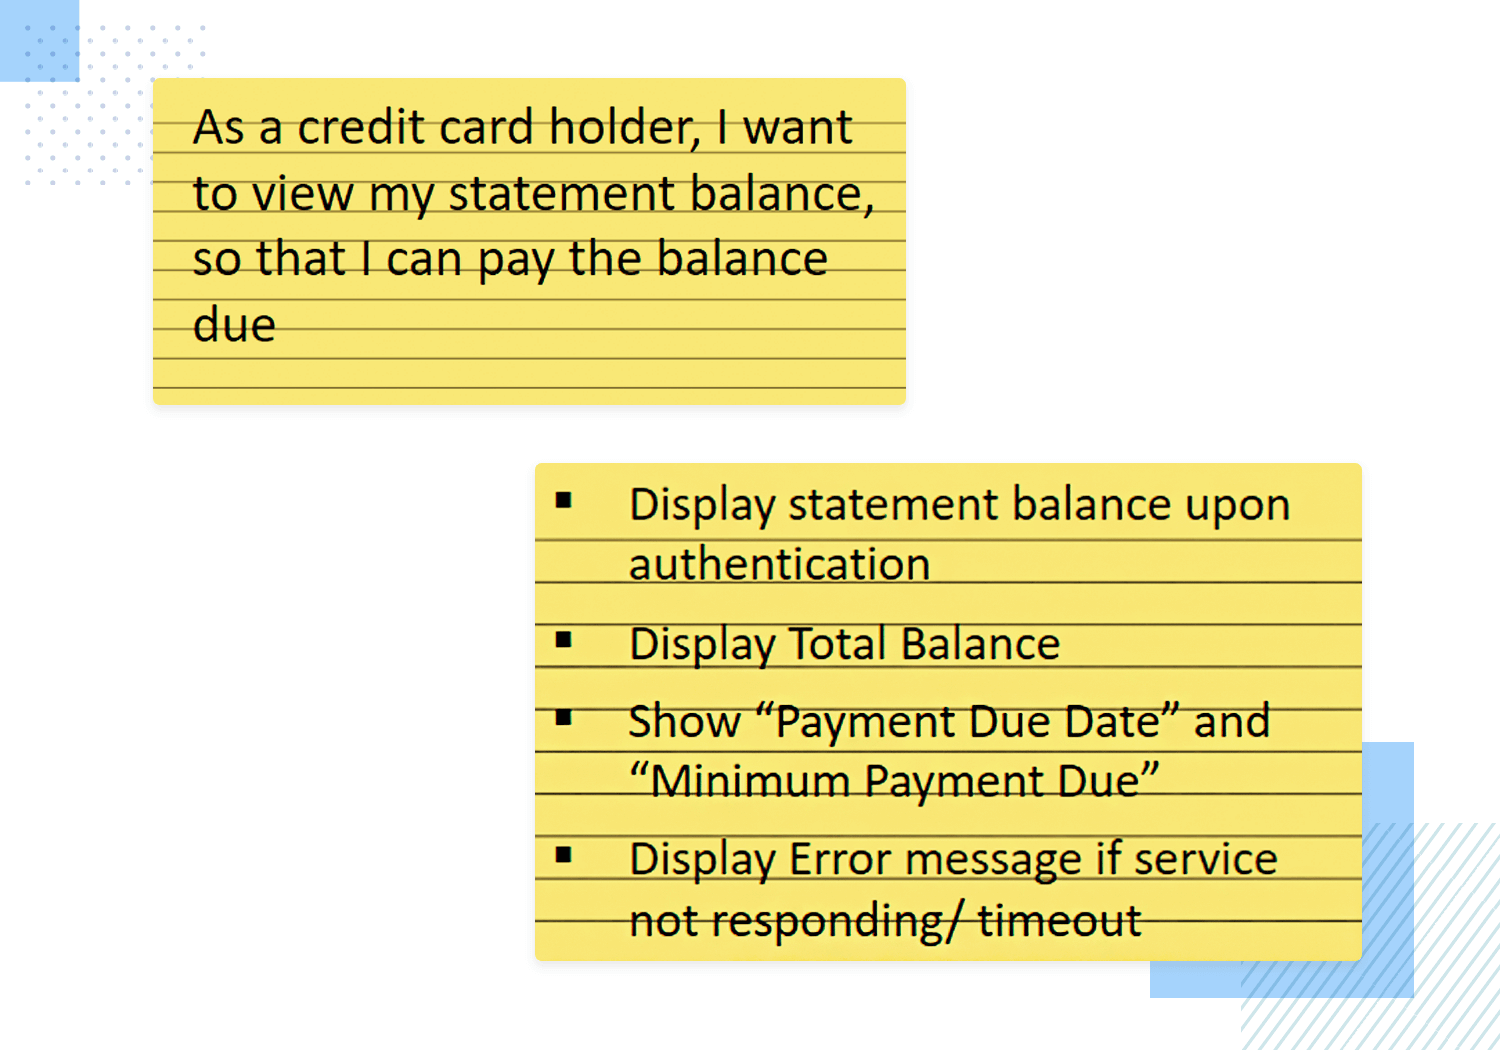 As a credit card holder, I want
to view my statement balance,
so that I can pay the balance
due
▪ Display statement balance upon
authentication
▪ Display Total Balance
▪ Show “Payment Due Date” and
“Minimum Payment Due”
▪ Display Error message if service
not responding/ timeout